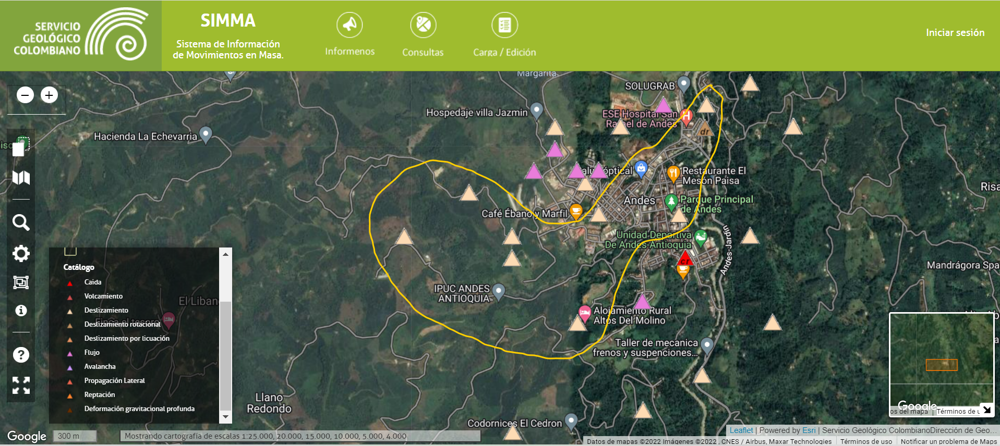 SERVICIO
GEOLÓGICO
COLOMBIANO
SIMMA
Sistema de Información
de Movimientos en Masa.
Informenos
Consultas
Carga / Edición
Iniciar sesión
Margarita
SOLUGRAB
Hospedaje villa Jazmin
ESE Hospital San
Rafael de Andes
Hacienda La Echevarria
Restaurante El
Mesón Paisa
Andes
Parque Principal
de Andes
Café Ébano y Marfil
Unidad Deportiva
De Andes-Antioquia
dr
cr
Andes-Jardín
Mandrágora Spa
IPUC ANDES
ANTIOQUIA
Alojamiento Rural
Altos Del Molino
Taller de mecanica
frenos y suspenciones...
Llano
Redondo
Codornices El Cedron
Catálogo
Caida
Volcamiento
Deslizamiento
Deslizamiento rotacional
Deslizamiento por licuación
Flujo
Avalancha
Propagación Lateral
Reptación
Deformación gravitacional profunda
El Liban
Finca el tesoro
Google
300 m
Mostrando cartografía de escalas 1:25.000, 20.000, 15.000, 10.000, 5.000, 4.000
Google
os del mapa
Términos de u
Leaflet | Powered by Esri | Servicio Geológico ColombianoDirección de Geo...
Datos de mapas ©2022 Imágenes ©2022 , CNES / Airbus, Maxar Technologies
Términos de uso
Notificar un problema de Maps